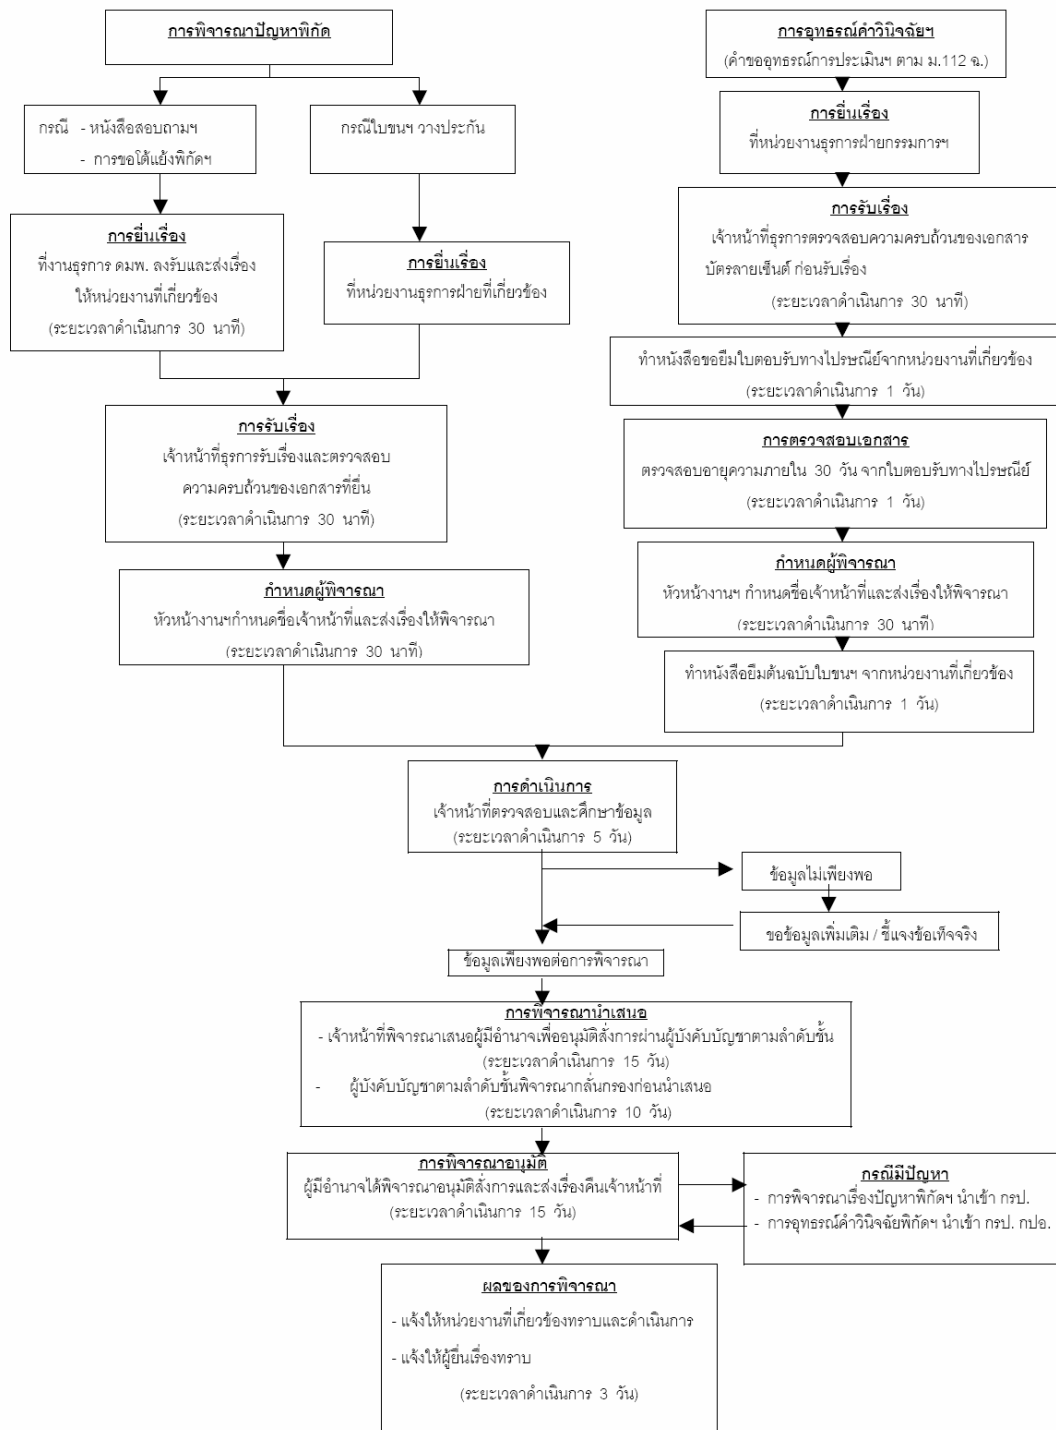 การพิจารณาปัญหาพิกัด
กรณี - หนังสือสอบถามฯ
- การขอโต้แย้งพิกัดฯ
กรณีใบขนฯ วางประกัน
การยื่นเรื่อง
ที่งานธุรการ ดมพ. ลงรับและส่งเรื่อง
ให้หน่วยงานที่เกี่ยวข้อง
(ระยะเวลาดำเนินการ 30 นาที)
การยื่นเรื่อง
ที่หน่วยงานธุรการฝ่ายที่เกี่ยวข้อง
การรับเรื่อง
เจ้าหน้าที่ธุรการรับเรื่องและตรวจสอบ
ความครบถ้วนของเอกสารที่ยื่น
(ระยะเวลาดำเนินการ 30 นาที)
กำหนดผู้พิจารณา
หัวหน้างานฯกำหนดชื่อเจ้าหน้าที่และส่งเรื่องให้พิจารณา
(ระยะเวลาดำเนินการ 30 นาที)
การอุทธรณ์คำวินิจฉัยฯ
(คำขออุทธรณ์การประเมินฯ ตาม ม.112 ฉ.)
การยื่นเรื่อง
ที่หน่วยงานธุรการฝ่ายกรรมการฯ
การรับเรื่อง
เจ้าหน้าที่ธุรการตรวจสอบความครบถ้วนของเอกสาร
บัตรลายเซ็นต์ ก่อนรับเรื่อง
(ระยะเวลาดำเนินการ 30 นาที)
ทำหนังสือขอยืมใบตอบรับทางไปรษณีย์จากหน่วยงานที่เกี่ยวข้อง
(ระยะเวลาดำเนินการ 1 วัน)
การตรวจสอบเอกสาร
ตรวจสอบอายุความภายใน 30 วัน จากใบตอบรับทางไปรษณีย์
(ระยะเวลาดำเนินการ 1 วัน)
กำหนดผู้พิจารณา
หัวหน้างานฯ กำหนดชื่อเจ้าหน้าที่และส่งเรื่องให้พิจารณา
(ระยะเวลาดำเนินการ 30 นาที)
ทำหนังสือยืมต้นฉบับใบขนฯ จากหน่วยงานที่เกี่ยวข้อง
(ระยะเวลาดำเนินการ 1 วัน)
การดำเนินการ
เจ้าหน้าที่ตรวจสอบและศึกษาข้อมูล
(ระยะเวลาดำเนินการ 5 วัน)
ข้อมูลไม่เพียงพอ
ขอข้อมูลเพิ่มเติม / ชี้แจงข้อเท็จจริง
ข้อมูลเพียงพอต่อการพิจารณา
การพิจารณานำเสนอ
- เจ้าหน้าที่พิจารณาเสนอผู้มีอำนาจเพื่ออนุมัติสั่งการผ่านผู้บังคับบัญชาตามลำดับชั้น
(ระยะเวลาดำเนินการ 15 วัน)
- ผู้บังคับบัญชาตามลำดับชั้นพิจารณากลั่นกรองก่อนนำเสนอ
(ระยะเวลาดำเนินการ 10 วัน)
การพิจารณาอนุมัติ
ผู้มีอำนาจได้พิจารณาอนุมัติสั่งการและส่งเรื่องคืนเจ้าหน้าที่
(ระยะเวลาดำเนินการ 15 วัน)
กรณีมีปัญหา
- การพิจารณาเรื่องปัญหาพิกัดฯ นำเข้า กรป.
- การอุทธรณ์คำวินิจฉัยพิกัดฯ นำเข้า กรป. กปอ.
ผลของการพิจารณา
- แจ้งให้หน่วยงานที่เกี่ยวข้องทราบและดำเนินการ
- แจ้งให้ผู้ยื่นเรื่องทราบ
(ระยะเวลาดำเนินการ 3 วัน)